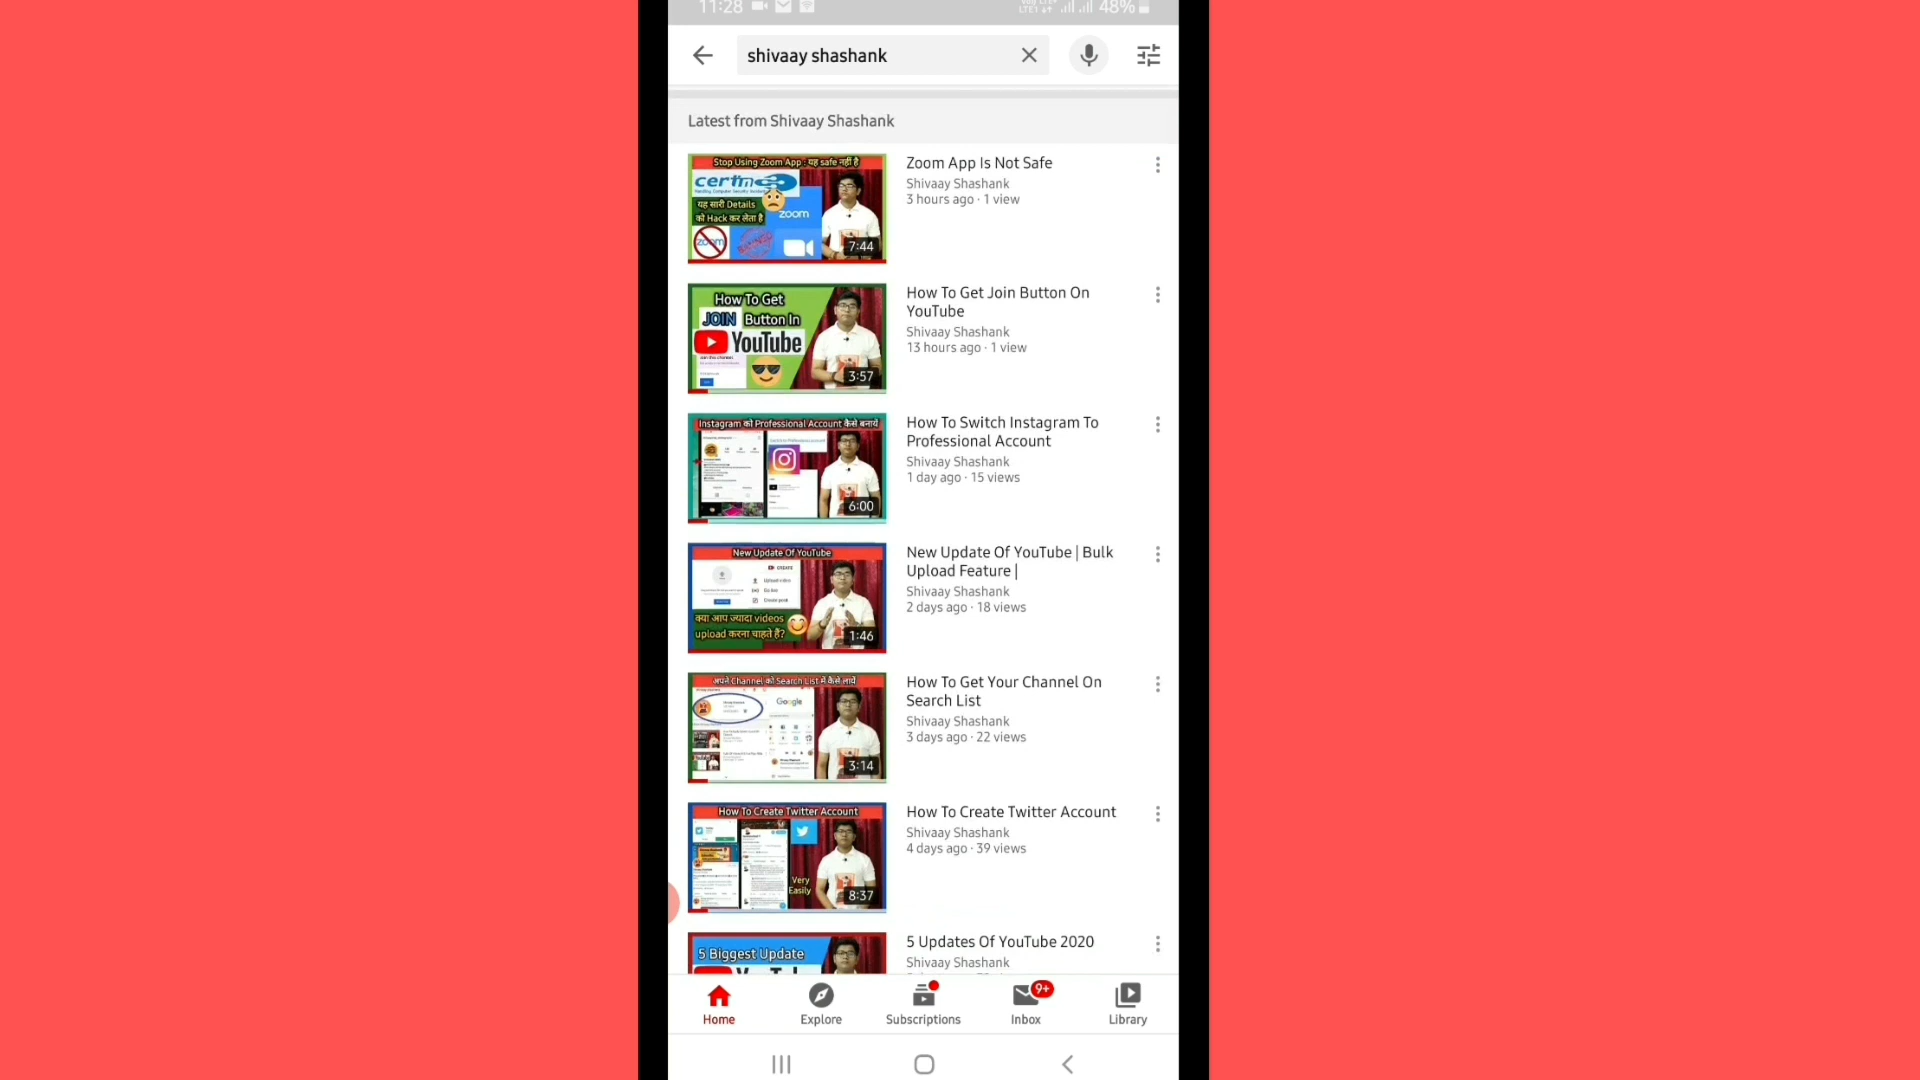 11:28
48%
shivaay shashank
Latest from Shivaay Shashank
Stop Using Zoom App : यह safe नहीं है
यह सारी Details
को Hack कर लेता है
zoom
7:44
Zoom App Is Not Safe
Shivaay Shashank
3 hours ago · 1 view
How To Get
JOIN Button In
YouTube
3:57
How To Get Join Button On
YouTube
Shivaay Shashank
13 hours ago · 1 view
Instagram को Professional Account कैसे बनायें
6:00
How To Switch Instagram To
Professional Account
Shivaay Shashank
1 day ago · 15 views
New Update Of YouTube
CREATE
Upload video
Go live
Create post
क्या आप ज्यादा videos
upload करना चाहते हैं?
1:46
New Update Of YouTube | Bulk
Upload Feature |
Shivaay Shashank
2 days ago · 18 views
अपने Channel को Search List में कैसे लायें
Google
3:14
How To Get Your Channel On
Search List
Shivaay Shashank
3 days ago · 22 views
How To Create Twitter Account
Very
Easily
8:37
How To Create Twitter Account
Shivaay Shashank
4 days ago · 39 views
5 Biggest Update
5 Updates Of YouTube 2020
Shivaay Shashank
9+
Home
Explore
Subscriptions
Inbox
Library